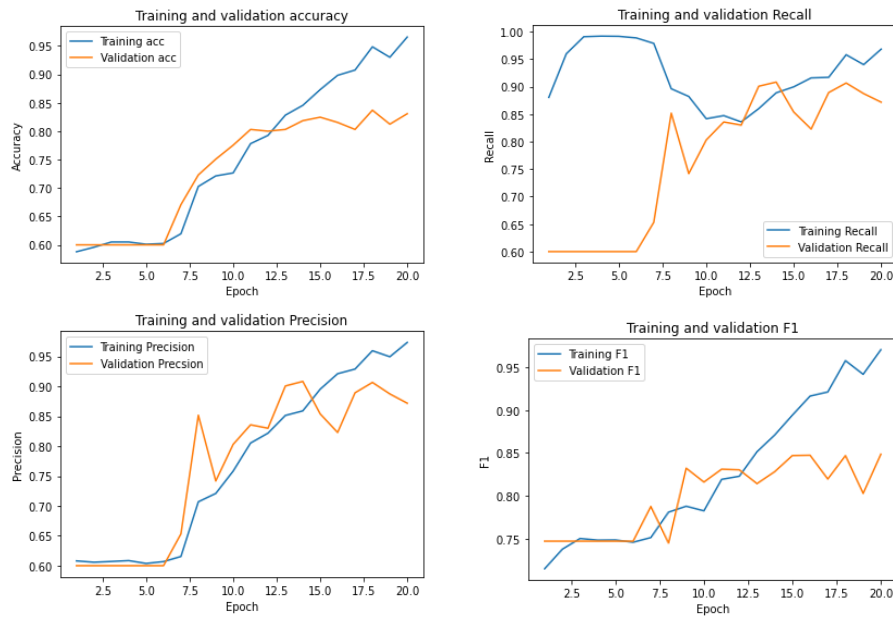 Training and validation accuracy
Training acc
Validation acc
0.95
0.90
0.85
0.80
0.75
0.70
0.65
0.60
Accuracy
2.5 5.0 7.5 10.0 12.5 15.0 17.5 20.0
Epoch
Training and validation Recall
1.00
0.95
0.90
0.85
0.80
0.75
0.70
0.65
0.60
Recall
Training Recall
Validation Recall
2.5 5.0 7.5 10.0 12.5 15.0 17.5 20.0
Epoch
Training and validation Precision
Training Precision
Validation Precsion
0.95
0.90
0.85
0.80
0.75
0.70
0.65
0.60
Precision
2.5 5.0 7.5 10.0 12.5 15.0 17.5 20.0
Epoch
Training and validation F1
Training F1
Validation F1
0.95
0.90
0.85
0.80
0.75
F1
2.5 5.0 7.5 10.0 12.5 15.0 17.5 20.0
Epoch